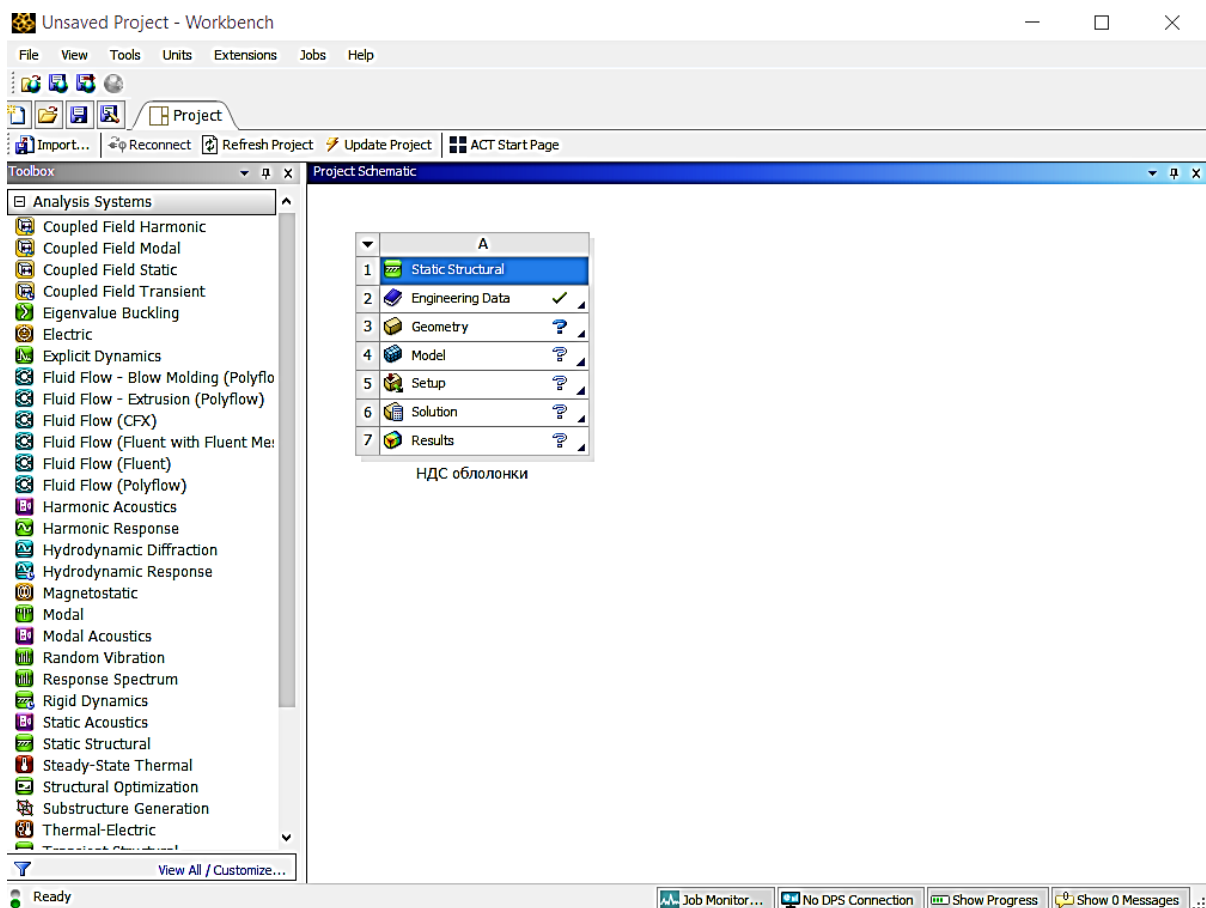 Unsaved Project - Workbench
File View Tools Units Extensions Jobs Help
Project
Import... Reconnect Refresh Project Update Project ACT Start Page
Toolbox
Analysis Systems
Coupled Field Harmonic
Coupled Field Modal
Coupled Field Static
Coupled Field Transient
Eigenvalue Buckling
Electric
Explicit Dynamics
Fluid Flow - Blow Molding (Polyflo
Fluid Flow - Extrusion (Polyflow)
Fluid Flow (CFX)
Fluid Flow (Fluent with Fluent Me
Fluid Flow (Fluent)
Fluid Flow (Polyflow)
Harmonic Acoustics
Harmonic Response
Hydrodynamic Diffraction
Hydrodynamic Response
Magnetostatic
Modal
Modal Acoustics
Random Vibration
Response Spectrum
Rigid Dynamics
Static Acoustics
Static Structural
Steady-State Thermal
Structural Optimization
Substructure Generation
Thermal-Electric
View All / Customize...
Project Schematic
A
1 Static Structural
2 Engineering Data
3 Geometry ?
4 Model ?
5 Setup ?
6 Solution ?
7 Results ?
НДС облолонки
Ready
Job Monitor... No DPS Connection Show Progress Show 0 Messages